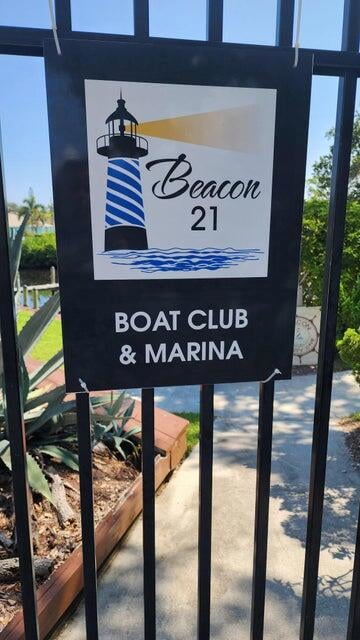 Beacon
21
BOAT CLUB
& MARINA